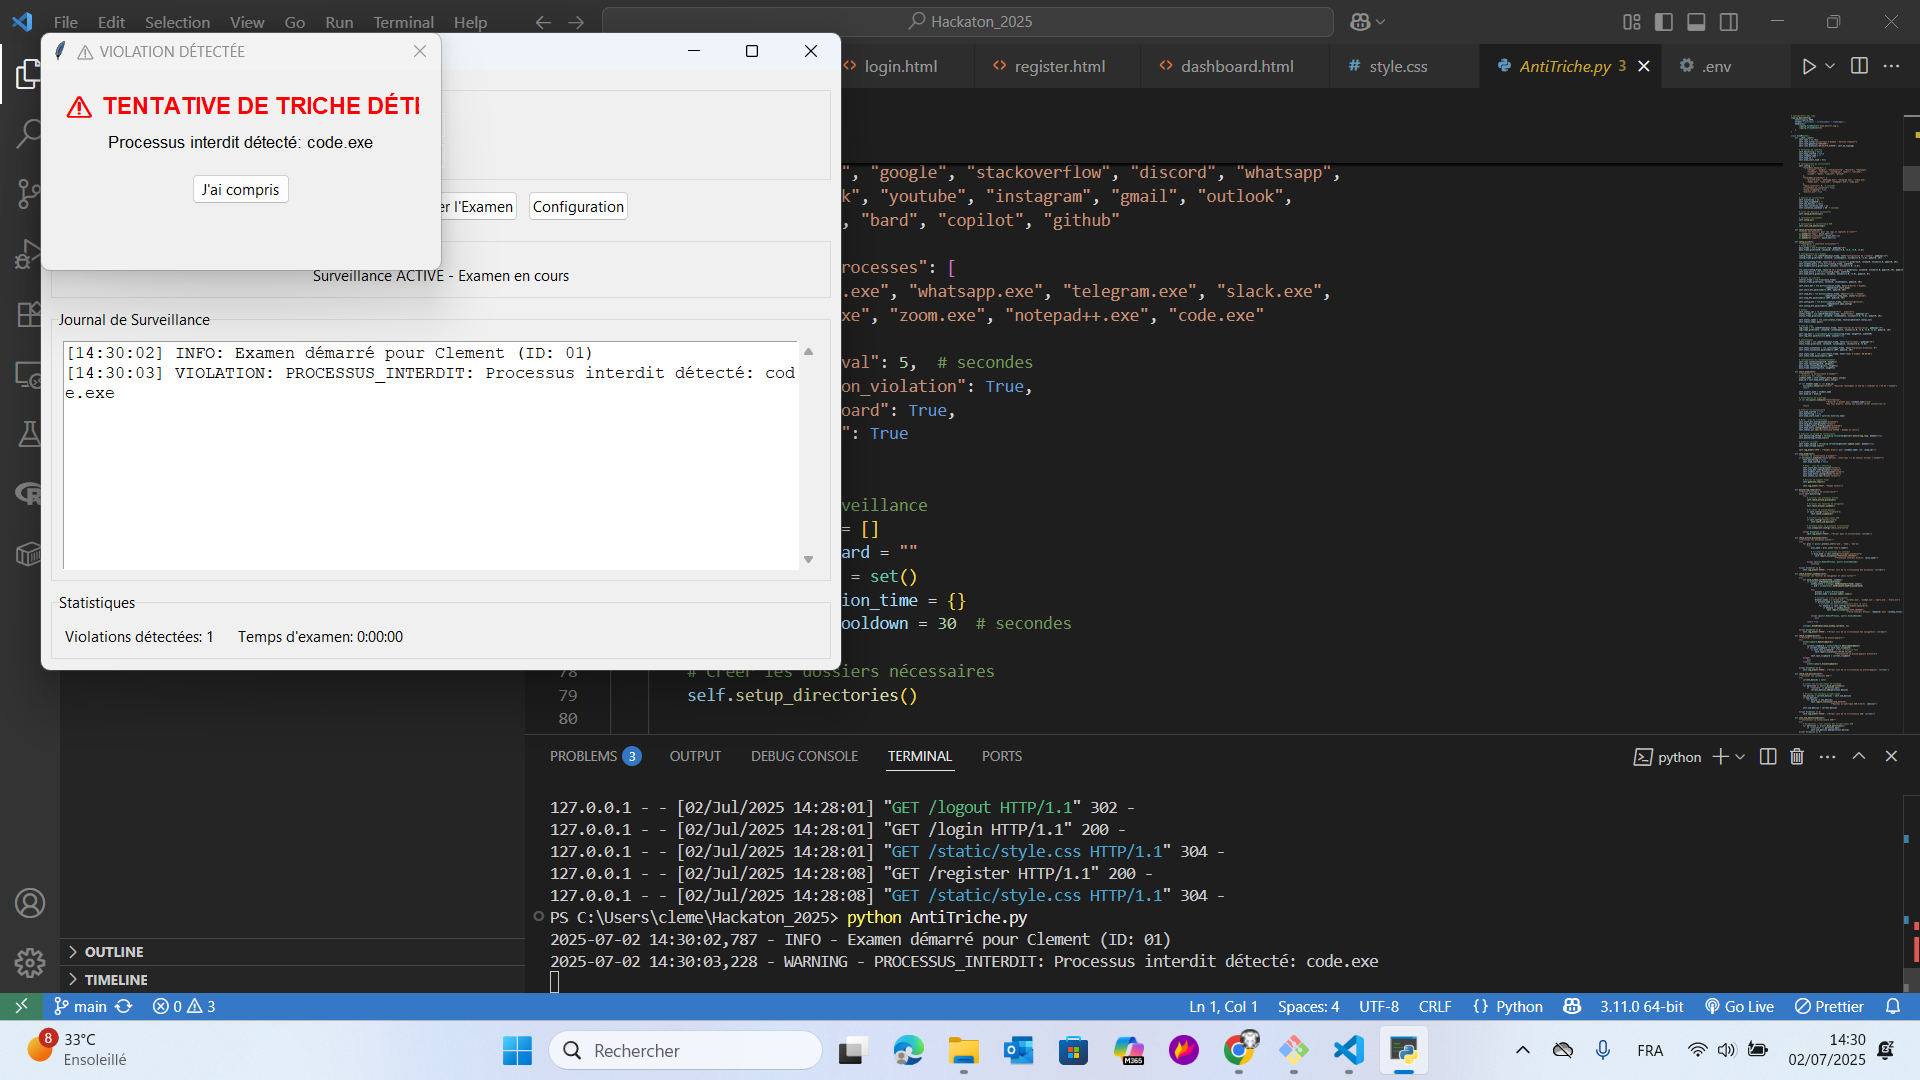 File Edit Selection View Go Run Terminal Help
Hackaton_2025
VIOLATION DÉTECTÉE
TENTATIVE DE TRICHE DÉTE
Processus interdit détecté: code.exe
J'ai compris
er l'Examen
Configuration
Surveillance ACTIVE - Examen en cours
Journal de Surveillance
[14:30:02] INFO: Examen démarré pour Clement (ID: 01)
[14:30:03] VIOLATION: PROCESSUS_INTERDIT: Processus interdit détecté: cod
e.exe
Statistiques
Violations détectées: 1 Temps d'examen: 0:00:00
login.html register.html dashboard.html style.css AntiTriche.py 3 .env
", "google", "stackoverflow", "discord", "whatsapp",
k", "youtube", "instagram", "gmail", "outlook",
, "bard", "copilot", "github"
rocesses": [
.exe", "whatsapp.exe", "telegram.exe", "slack.exe",
xe", "zoom.exe", "notepad++.exe", "code.exe"
val": 5, # secondes
on_violation": True,
oard": True,
": True
veillance
= []
ard = ""
= set()
ion_time = {}
ooldown = 30 # secondes
78 # Créer les dossiers nécessaires
79 self.setup_directories()
80
PROBLEMS 3 OUTPUT DEBUG CONSOLE TERMINAL PORTS
python
127.0.0.1 - - [02/Jul/2025 14:28:01] "GET /logout HTTP/1.1" 302 -
127.0.0.1 - - [02/Jul/2025 14:28:01] "GET /login HTTP/1.1" 200 -
127.0.0.1 - - [02/Jul/2025 14:28:01] "GET /static/style.css HTTP/1.1" 304 -
127.0.0.1 - - [02/Jul/2025 14:28:08] "GET /register HTTP/1.1" 200 -
127.0.0.1 - - [02/Jul/2025 14:28:08] "GET /static/style.css HTTP/1.1" 304 -
PS C:\Users\cleme\Hackaton_2025> python AntiTriche.py
2025-07-02 14:30:02,787 - INFO - Examen démarré pour Clement (ID: 01)
2025-07-02 14:30:03,228 - WARNING - PROCESSUS_INTERDIT: Processus interdit détecté: code.exe
OUTLINE
TIMELINE
main 0 3
Ln 1, Col 1 Spaces: 4 UTF-8 CRLF {} Python 3.11.0 64-bit Go Live Prettier
8 33°C
Ensoleillé
Rechercher
M365
FRA
14:30
02/07/2025